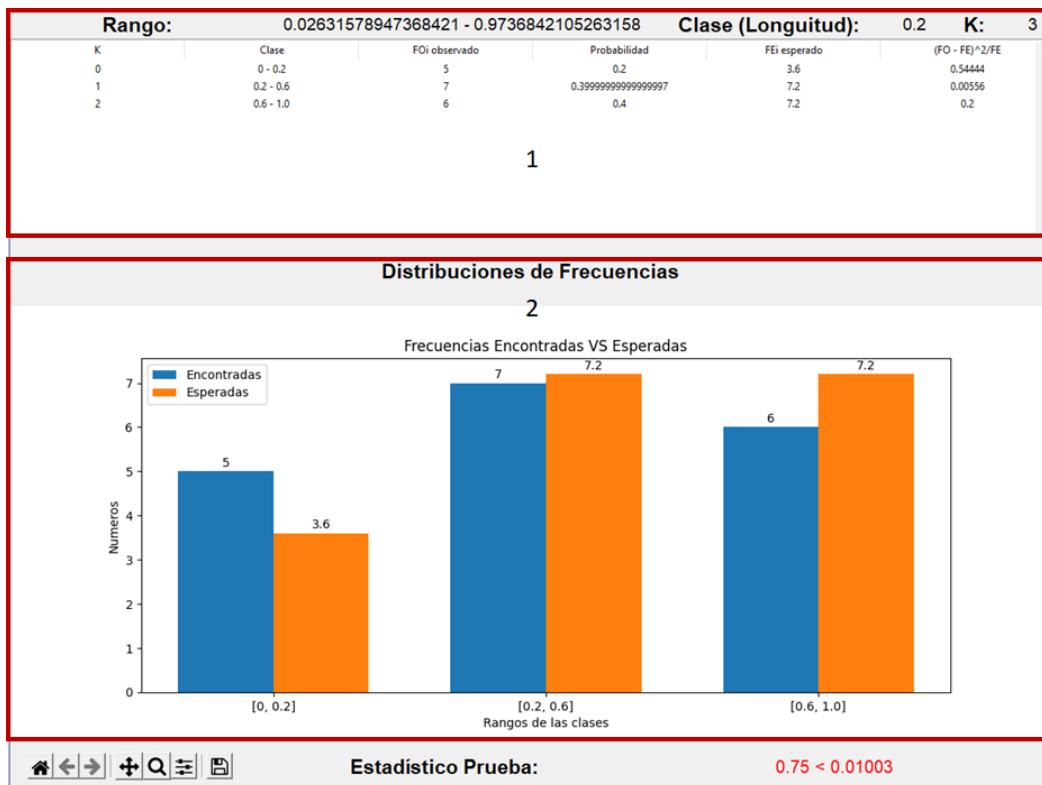 Rango: 0.02631578947368421 - 0.9736842105263158 Clase (Longuitud): 0.2 K: 3
K Clase FOi observado Probabilidad FEi esperado (FO - FE)^2/FE
0 0 - 0.2 5 0.2 3.6 0.54444
1 0.2 - 0.6 7 0.39999999999999997 7.2 0.00556
2 0.6 - 1.0 6 0.4 7.2 0.2
1
Distribuciones de Frecuencias
2
Frecuencias Encontradas VS Esperadas
Encontradas
Esperadas
7
6
5
4
3
2
1
0
Numeros
5
3.6
7
7.2
6
7.2
[0, 0.2] [0.2, 0.6] [0.6, 1.0]
Rangos de las clases
Estadístico Prueba: 0.75 < 0.01003